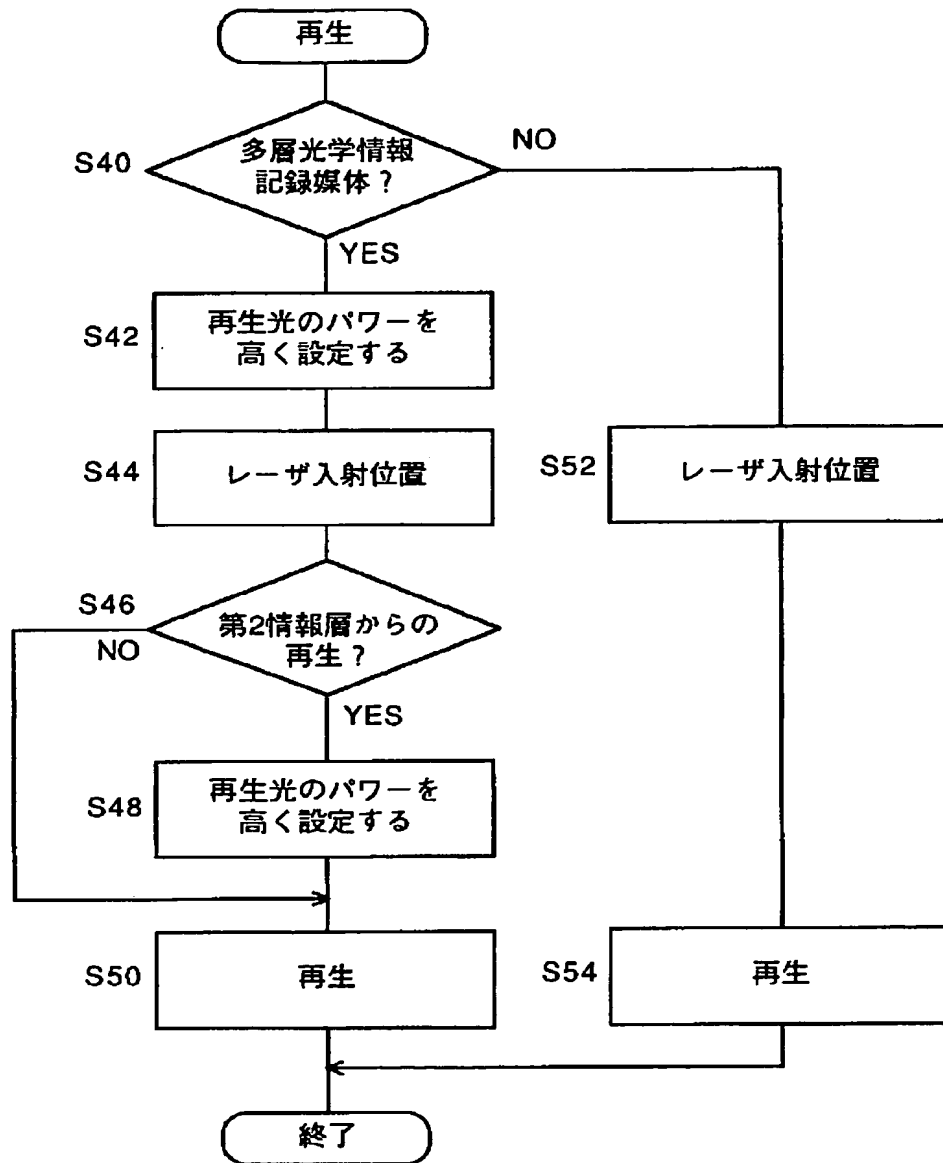 再生
S40
多層光学情報
記録媒体？
NO
YES
S42
再生光のパワーを
高く設定する
S44
レーザ入射位置
S52
レーザ入射位置
S46
NO
第2情報層からの
再生？
YES
S48
再生光のパワーを
高く設定する
S50
再生
S54
再生
終了